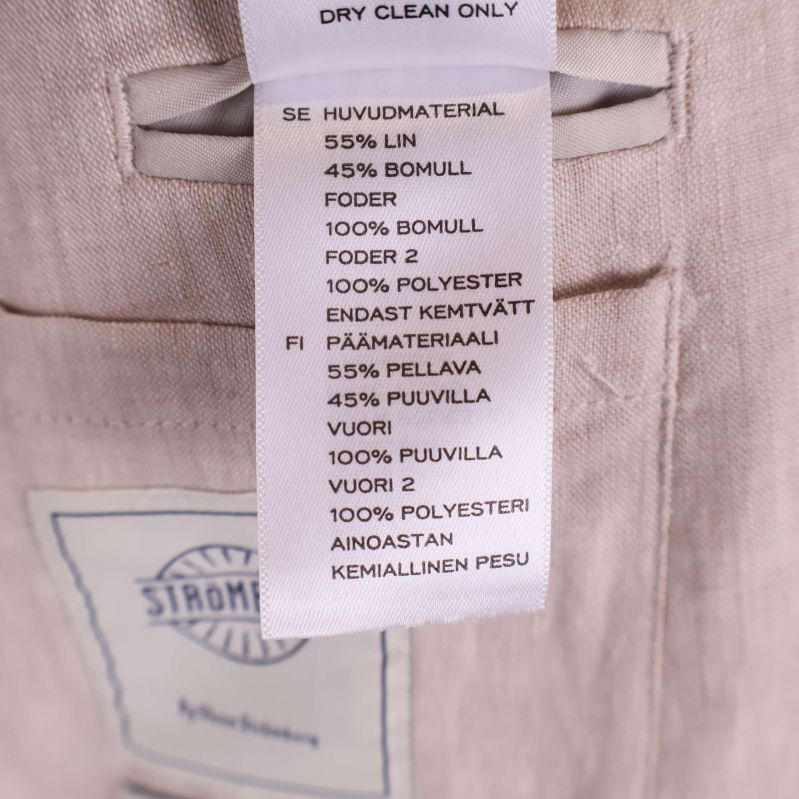 DRY CLEAN ONLY
SE HUVUDMATERIAL
55% LIN
45% BOMULL
FODER
100% BOMULL
FODER 2
100% POLYESTER
ENDAST KEMTVÄTT
FI PÄÄMATERIAALI
55% PELLAVA
45% PUUVILLA
VUORI
100% PUUVILLA
VUORI 2
100% POLYESTERI
AINOASTAN
KEMIALLINEN PESU